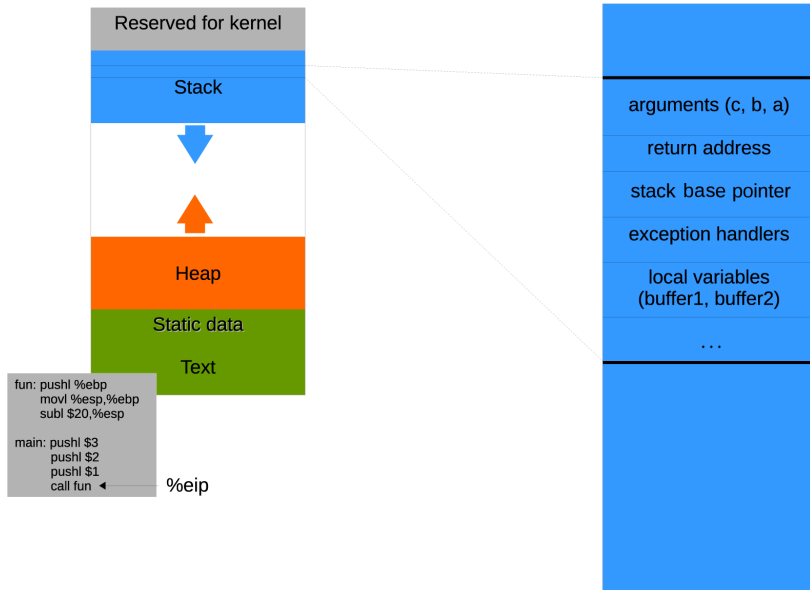 Reserved for kernel
Stack
Heap
Static data
Text
fun: pushl %ebp
movl %esp,%ebp
subl $20,%esp
main: pushl $3
pushl $2
pushl $1
call fun
%eip
arguments (c, b, a)
return address
stack base pointer
exception handlers
local variables
(buffer1, buffer2)
...